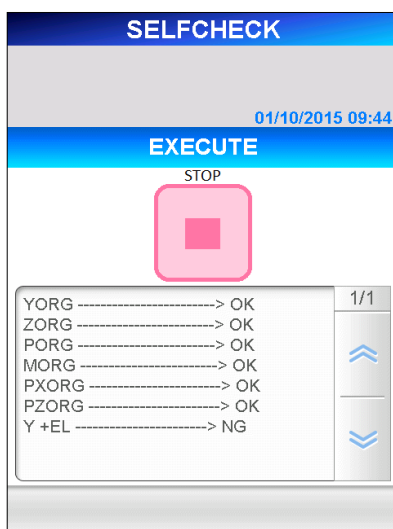 SELFCHECK
01/10/2015 09:44
EXECUTE
STOP
1/1
YORG ------------------------> OK
ZORG ------------------------> OK
PORG ------------------------> OK
MORG ------------------------> OK
PXORG -----------------------> OK
PZORG -----------------------> OK
Y +EL -----------------------> NG